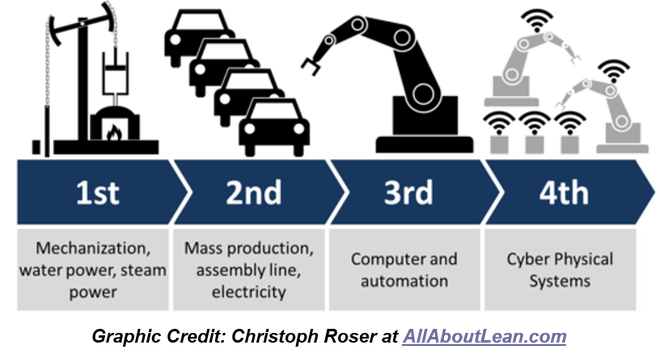 1st
2nd
3rd
4th
Mechanization,
water power, steam
power
Mass production,
assembly line,
electricity
Computer and
automation
Cyber Physical
Systems
Graphic Credit: Christoph Roser at AllAboutLean.com